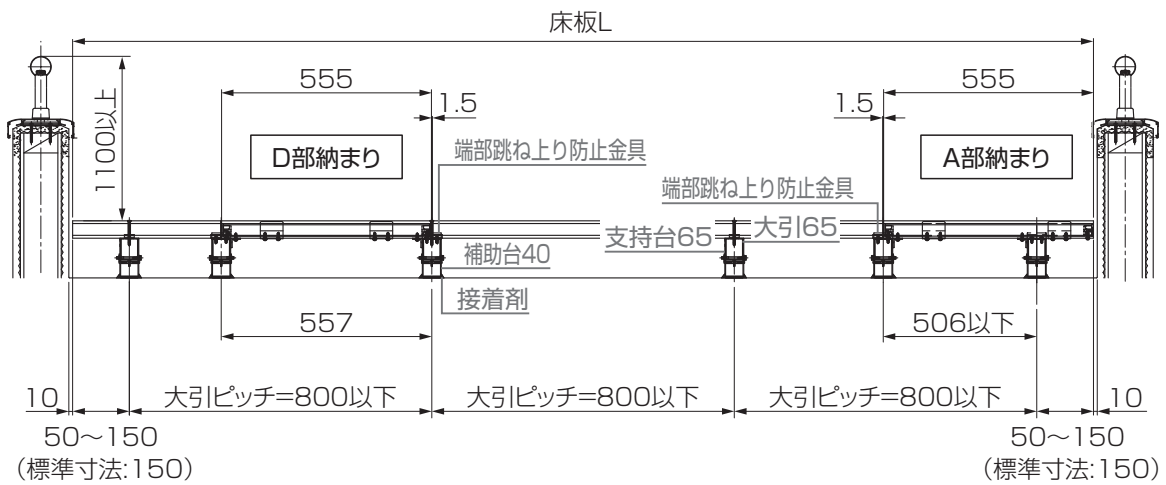 床板L
555
555
1.5
1.5
1100以上
D部納まり
A部納まり
端部跳ね上り防止金具
端部跳ね上り防止金具
支持台65
大引65
補助台40
接着剤
557
506以下
10
大引ピッチ=800以下
大引ピッチ=800以下
大引ピッチ=800以下
10
50〜150
(標準寸法:150)
50〜150
(標準寸法:150)